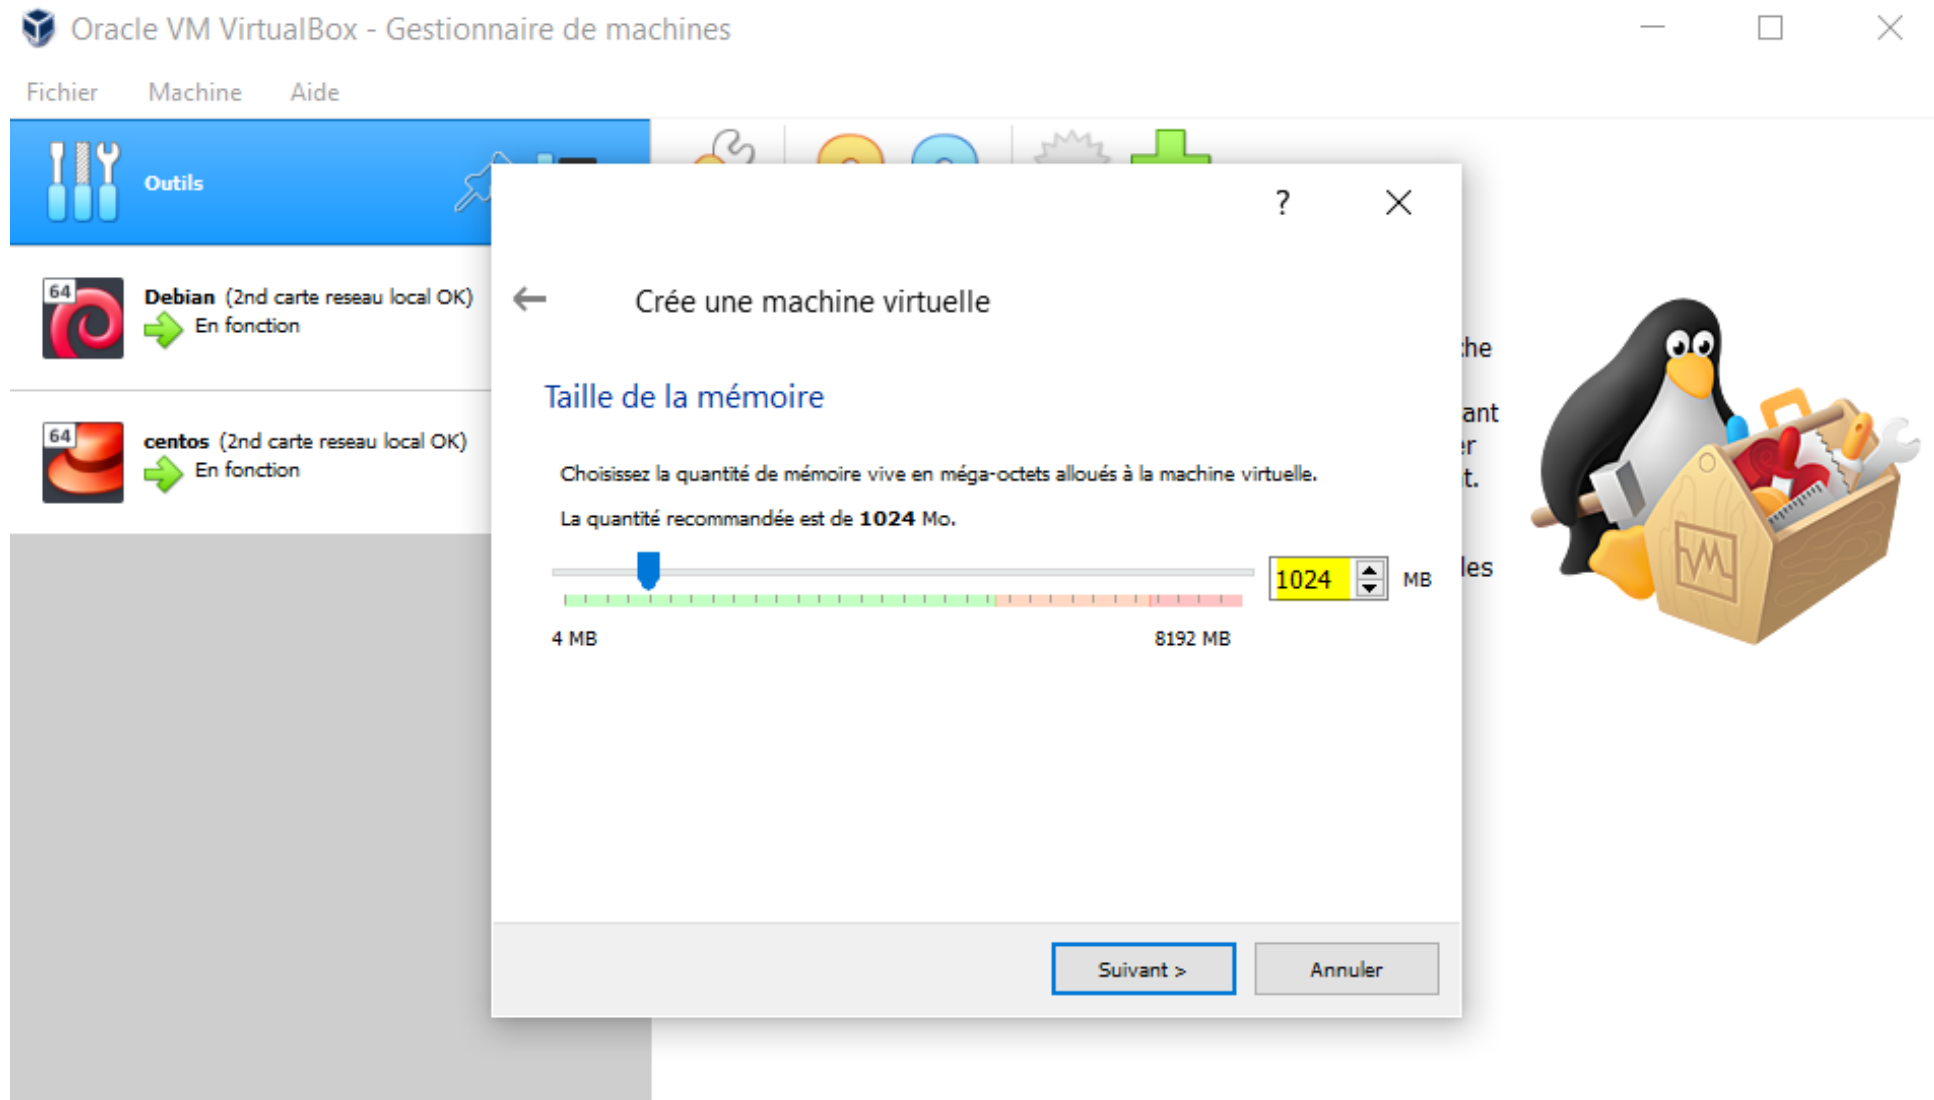 Oracle VM VirtualBox - Gestionnaire de machines
Fichier Machine Aide
Outils
64
Debian (2nd carte reseau local OK)
En fonction
64
centos (2nd carte reseau local OK)
En fonction
?
Crée une machine virtuelle
Taille de la mémoire
Choisissez la quantité de mémoire vive en méga-octets alloués à la machine virtuelle.
La quantité recommandée est de 1024 Mo.
1024 MB
4 MB 8192 MB
Suivant > Annuler
ant
t.